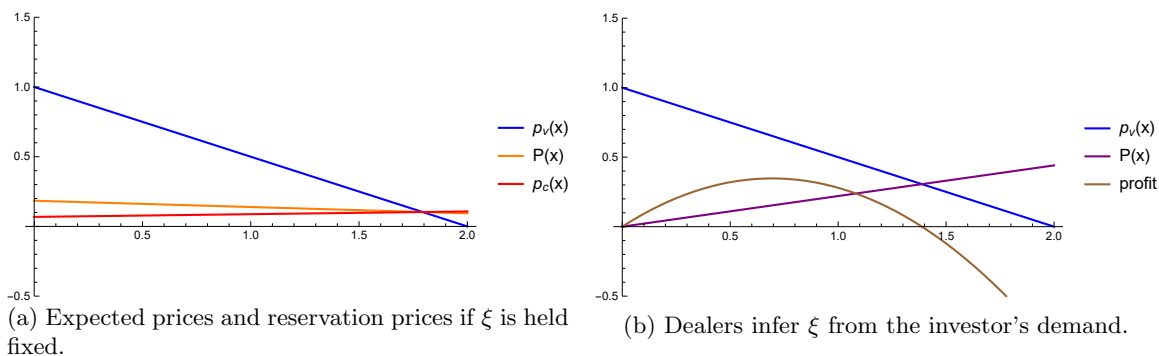 1.5
1.0
0.5
−0.5
0.5
1.0
1.5
2.0
pᵥ(x)
P(x)
p_c(x)
(a) Expected prices and reservation prices if ξ is held
fixed.
1.5
1.0
0.5
−0.5
0.5
1.0
1.5
2.0
pᵥ(x)
P(x)
profit
(b) Dealers infer ξ from the investor's demand.